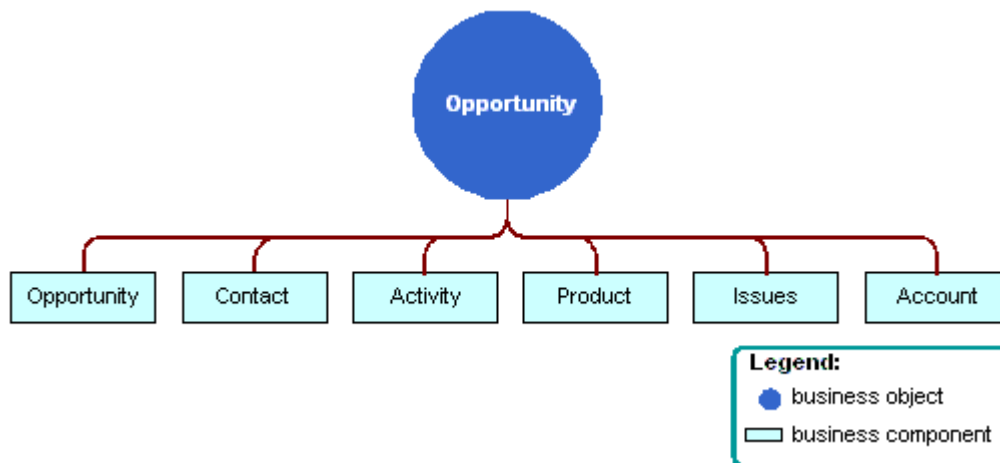 Opportunity
Opportunity
Contact
Activity
Product
Issues
Account
Legend:
business object
business component